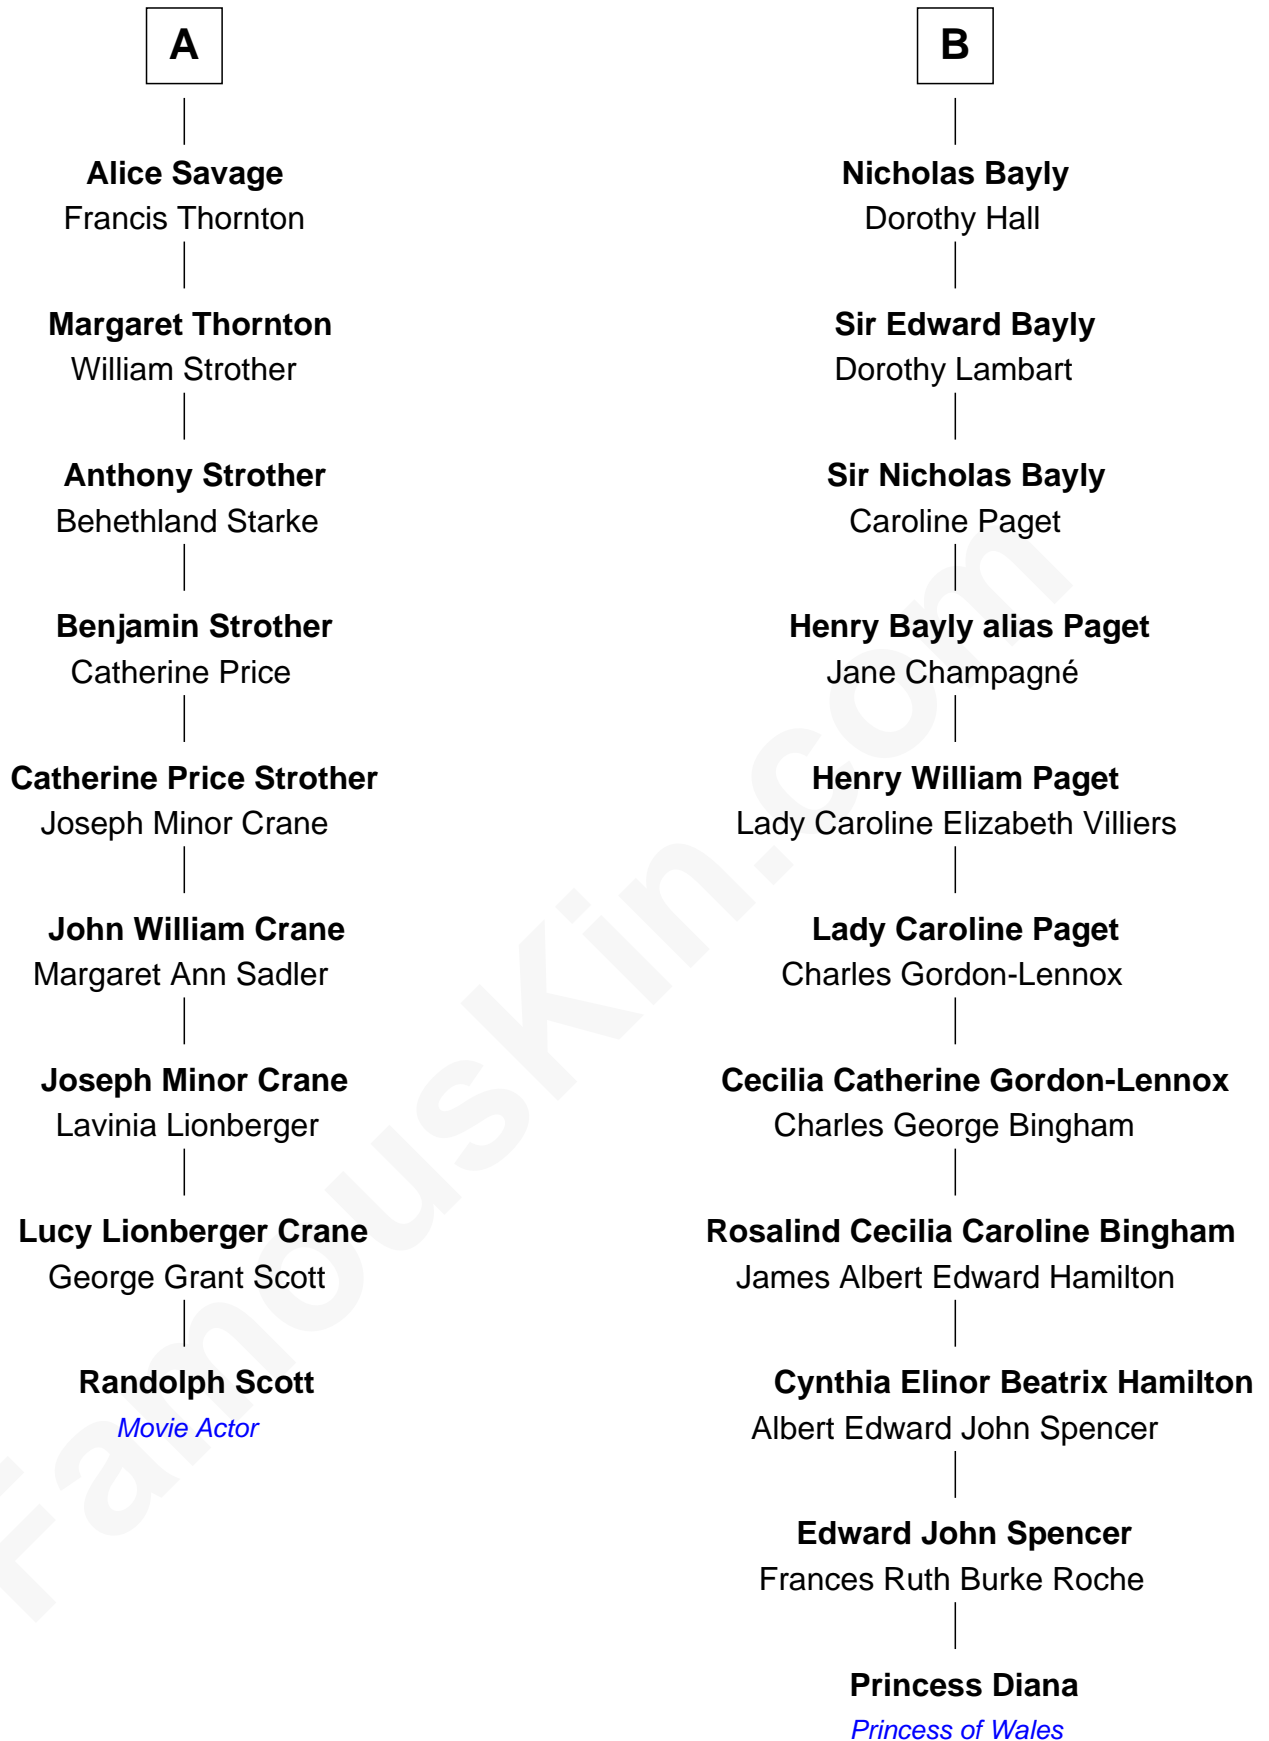 A
Alice Savage
Francis Thornton
Margaret Thornton
William Strother
Anthony Strother
Behethland Starke
Benjamin Strother
Catherine Price
Catherine Price Strother
Joseph Minor Crane
John William Crane
Margaret Ann Sadler
Joseph Minor Crane
Lavinia Lionberger
Lucy Lionberger Crane
George Grant Scott
Randolph Scott
Movie Actor
B
Nicholas Bayly
Dorothy Hall
Sir Edward Bayly
Dorothy Lambart
Sir Nicholas Bayly
Caroline Paget
Henry Bayly alias Paget
Jane Champagné
Henry William Paget
Lady Caroline Elizabeth Villiers
Lady Caroline Paget
Charles Gordon-Lennox
Cecilia Catherine Gordon-Lennox
Charles George Bingham
Rosalind Cecilia Caroline Bingham
James Albert Edward Hamilton
Cynthia Elinor Beatrix Hamilton
Albert Edward John Spencer
Edward John Spencer
Frances Ruth Burke Roche
Princess Diana
Princess of Wales
FamousKin.com